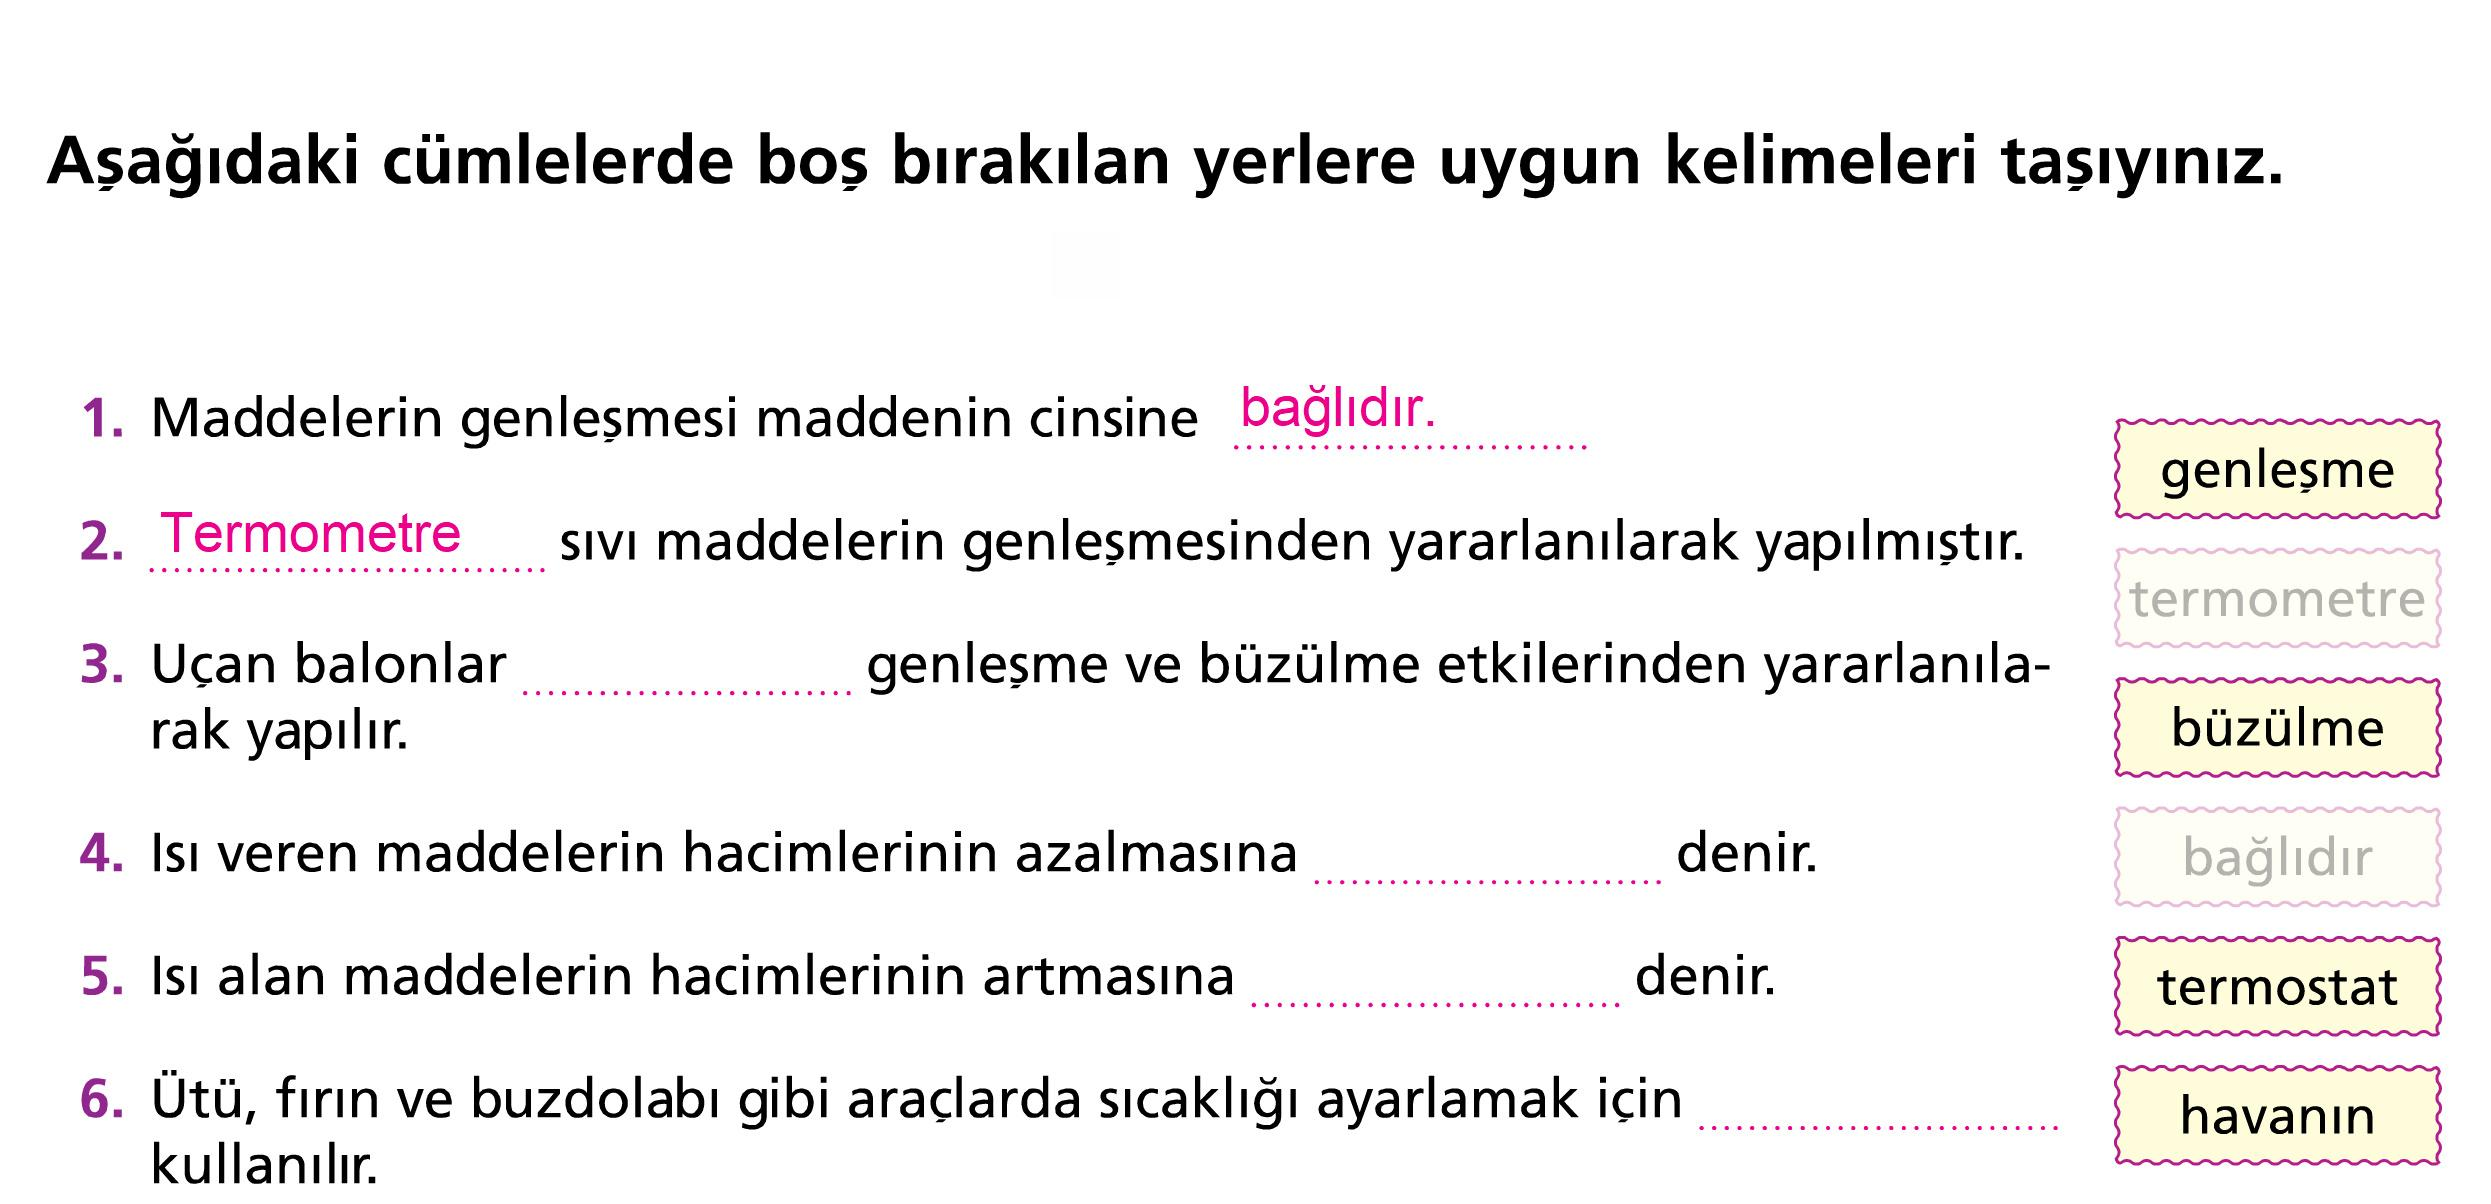 Aşağıdaki cümlelerde boş bırakılan yerlere uygun kelimeleri taşıyınız.
1. Maddelerin genleşmesi maddenin cinsine bağlıdır.
2. Termometre sıvı maddelerin genleşmesinden yararlanılarak yapılmıştır.
3. Uçan balonlar ........................ genleşme ve büzülme etkilerinden yararlanıla-
rak yapılır.
4. Isı veren maddelerin hacimlerinin azalmasına ........................ denir.
5. Isı alan maddelerin hacimlerinin artmasına ........................ denir.
6. Ütü, fırın ve buzdolabı gibi araçlarda sıcaklığı ayarlamak için ........................
kullanılır.
genleşme
termometre
büzülme
bağlıdır
termostat
havanın